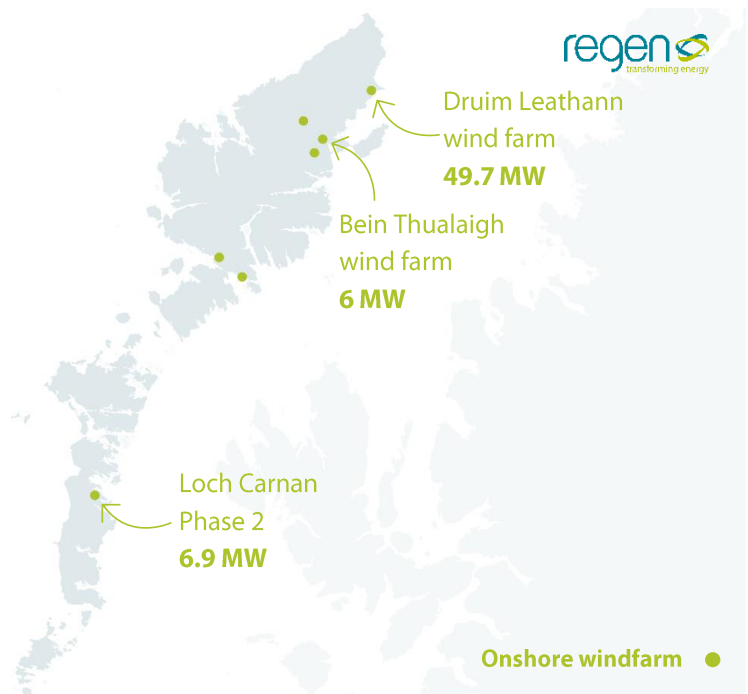 regen
transforming energy
Druim Leathann
wind farm
49.7 MW
Bein Thualaigh
wind farm
6 MW
Loch Carnan
Phase 2
6.9 MW
Onshore windfarm